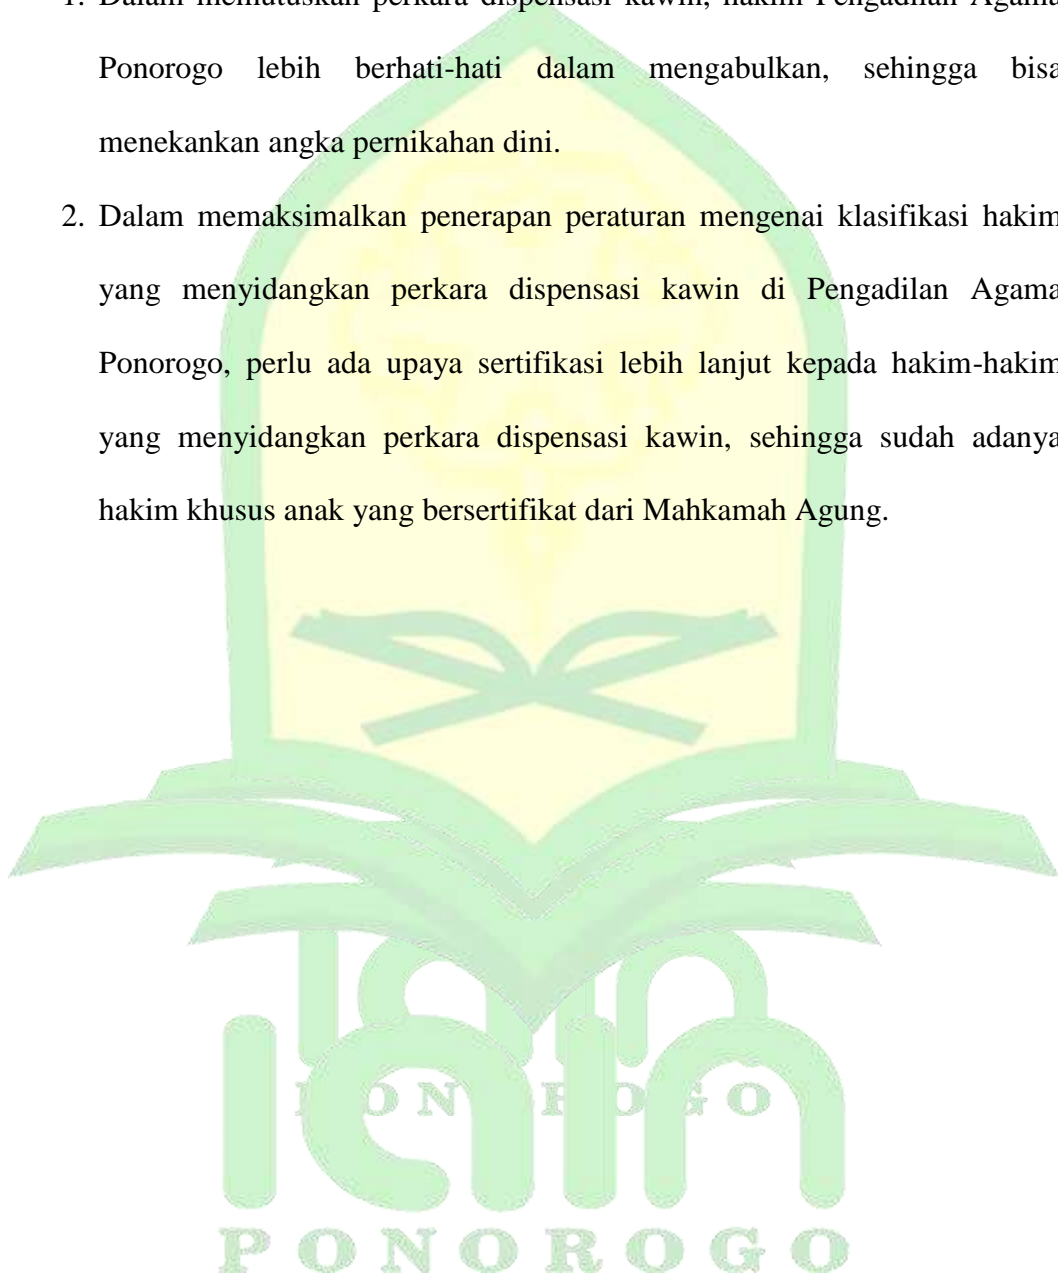 1. Dalam memutuskan perkara dispensasi kawin, hakim Pengadilan Agama
Ponorogo lebih berhati-hati dalam mengabulkan, sehingga bisa
menekankan angka pernikahan dini.
2. Dalam memaksimalkan penerapan peraturan mengenai klasifikasi hakim
yang menyidangkan perkara dispensasi kawin di Pengadilan Agama
Ponorogo, perlu ada upaya sertifikasi lebih lanjut kepada hakim-hakim
yang menyidangkan perkara dispensasi kawin, sehingga sudah adanya
hakim khusus anak yang bersertifikat dari Mahkamah Agung.
iain
PONOROGO
iain
PONOROGO